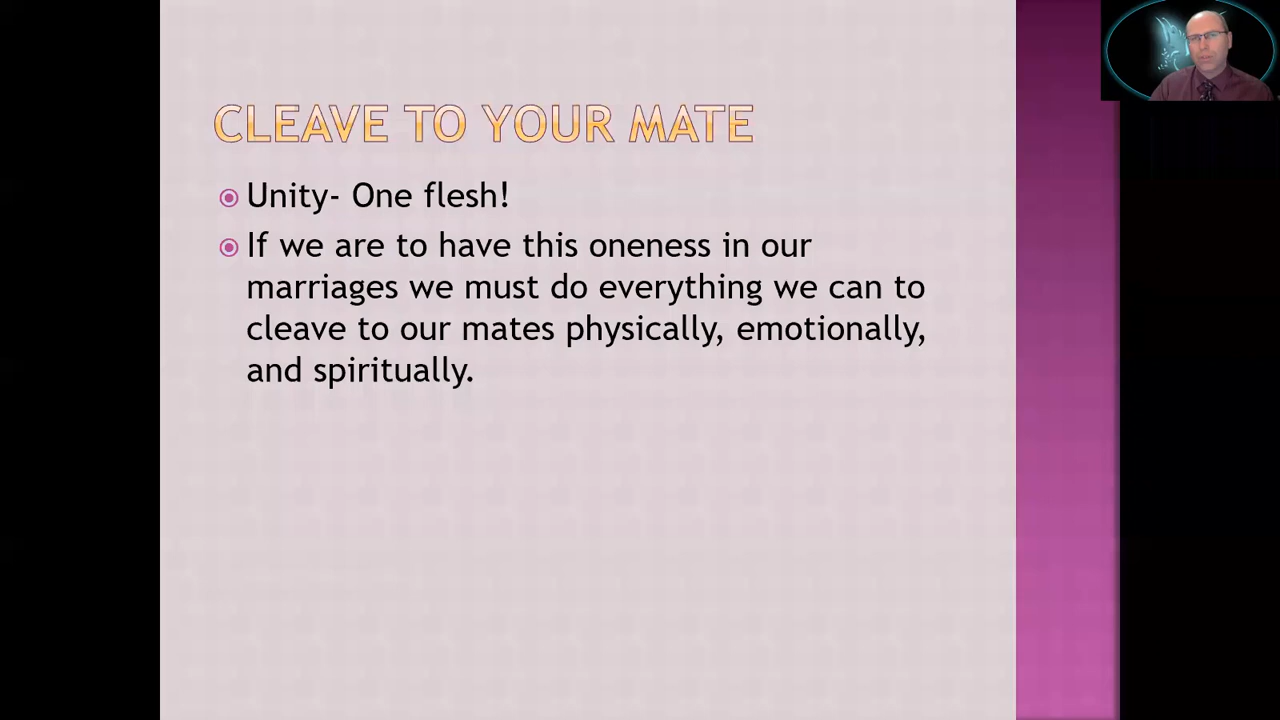 CLEAVE TO YOUR MATE
Unity- One flesh!
If we are to have this oneness in our
marriages we must do everything we can to
cleave to our mates physically, emotionally,
and spiritually.